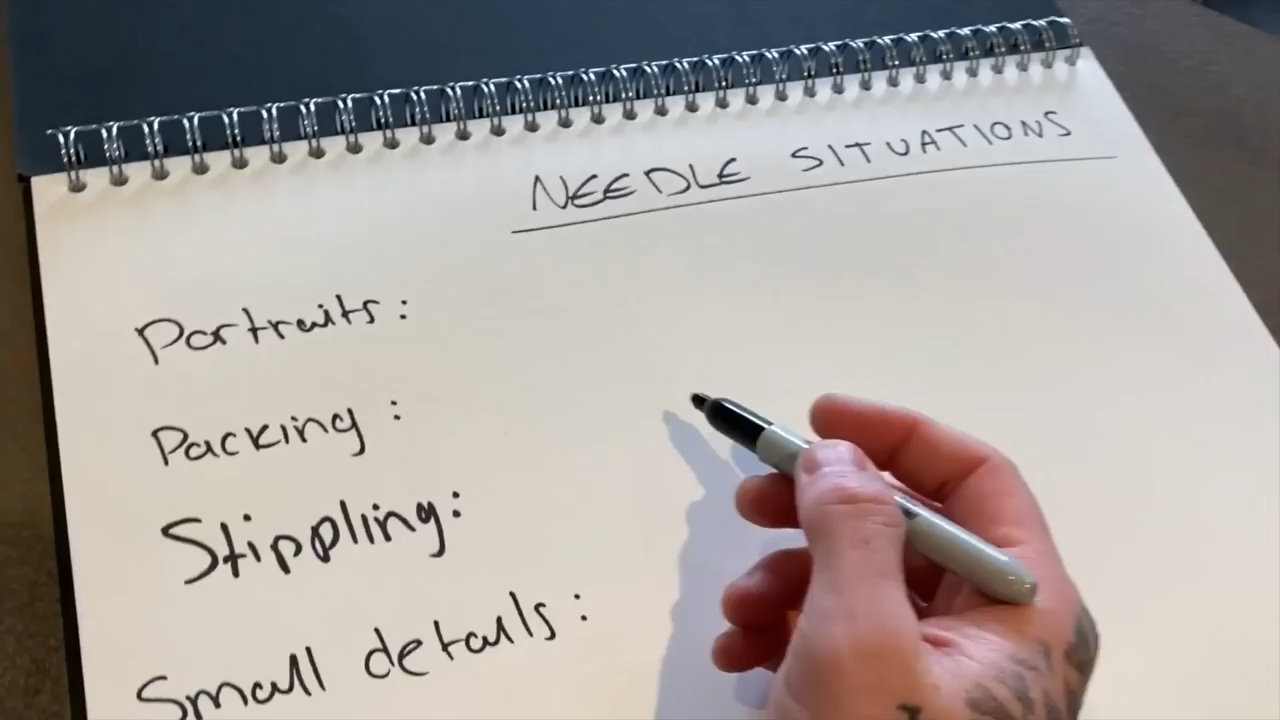 NEEDLE SITUATIONS
Portraits:
Packing:
Stippling:
Small details: